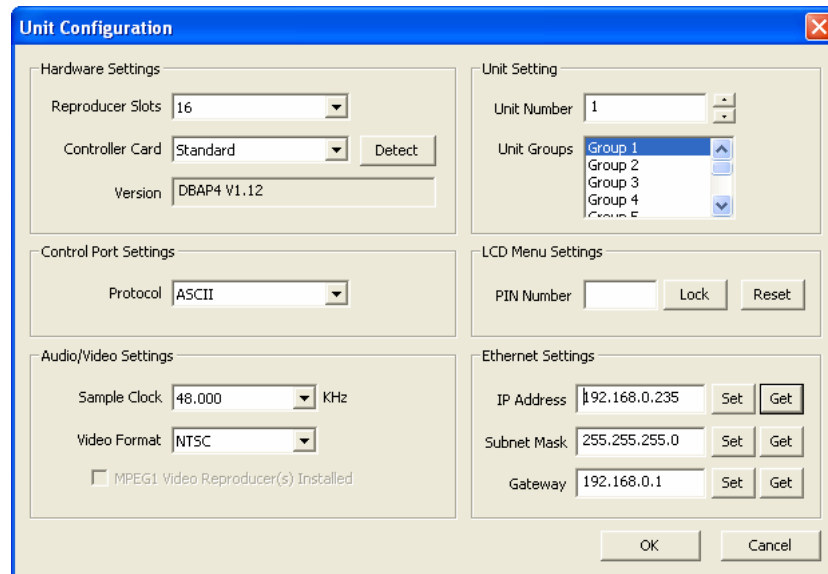 Unit Configuration
Hardware Settings
Reproducer Slots 16
Controller Card Standard Detect
Version DBAP4 V1.12
Unit Setting
Unit Number 1
Unit Groups Group 1
Group 2
Group 3
Group 4
Group 5
Control Port Settings
Protocol ASCII
LCD Menu Settings
PIN Number Lock Reset
Audio/Video Settings
Sample Clock 48.000 KHz
Video Format NTSC
MPEG1 Video Reproducer(s) Installed
Ethernet Settings
IP Address 192.168.0.235 Set Get
Subnet Mask 255.255.255.0 Set Get
Gateway 192.168.0.1 Set Get
OK Cancel